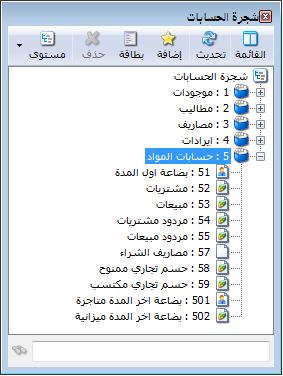 شجرة الحسابات
القائمة تحديث إضافة بطاقة حذف مستوى
شجرة الحسابات
1 : موجودات
2 : مطاليب
3 : مصاريف
4 : ايرادات
5 : حسابات المواد
51 : بضاعة اول المدة
52 : مشتريات
53 : مبيعات
54 : مردود مشتريات
55 : مردود مبيعات
57 : مصاريف الشراء
58 : حسم تجاري ممنوح
59 : حسم تجاري مكتسب
501 : بضاعة اخر المدة متاجرة
502 : بضاعة اخر المدة ميزانية